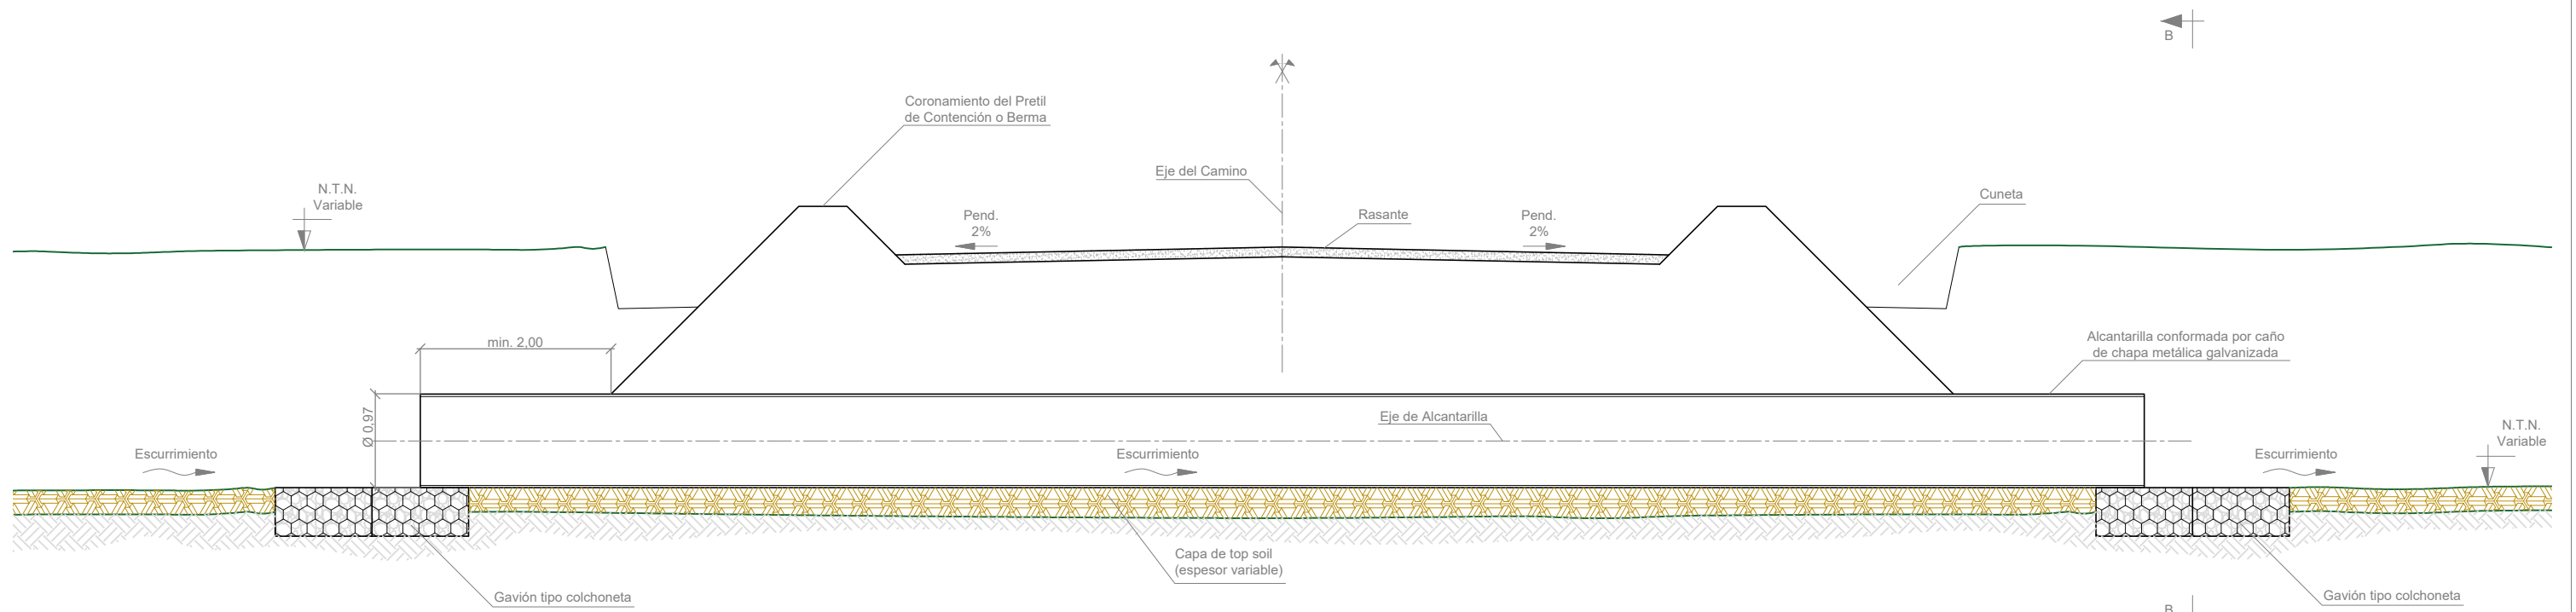 B
Coronamiento del Pretil
de Contención o Berma
Eje del Camino
N.T.N.
Variable
Cuneta
Pend.
2%
Rasante
Pend.
2%
min. 2,00
Alcantarilla conformada por caño
de chapa metálica galvanizada
Ø 0,97
Eje de Alcantarilla
N.T.N.
Variable
Escurrimiento
Escurrimiento
Escurrimiento
Capa de top soil
(espesor variable)
Gavión tipo colchoneta
Gavión tipo colchoneta
B